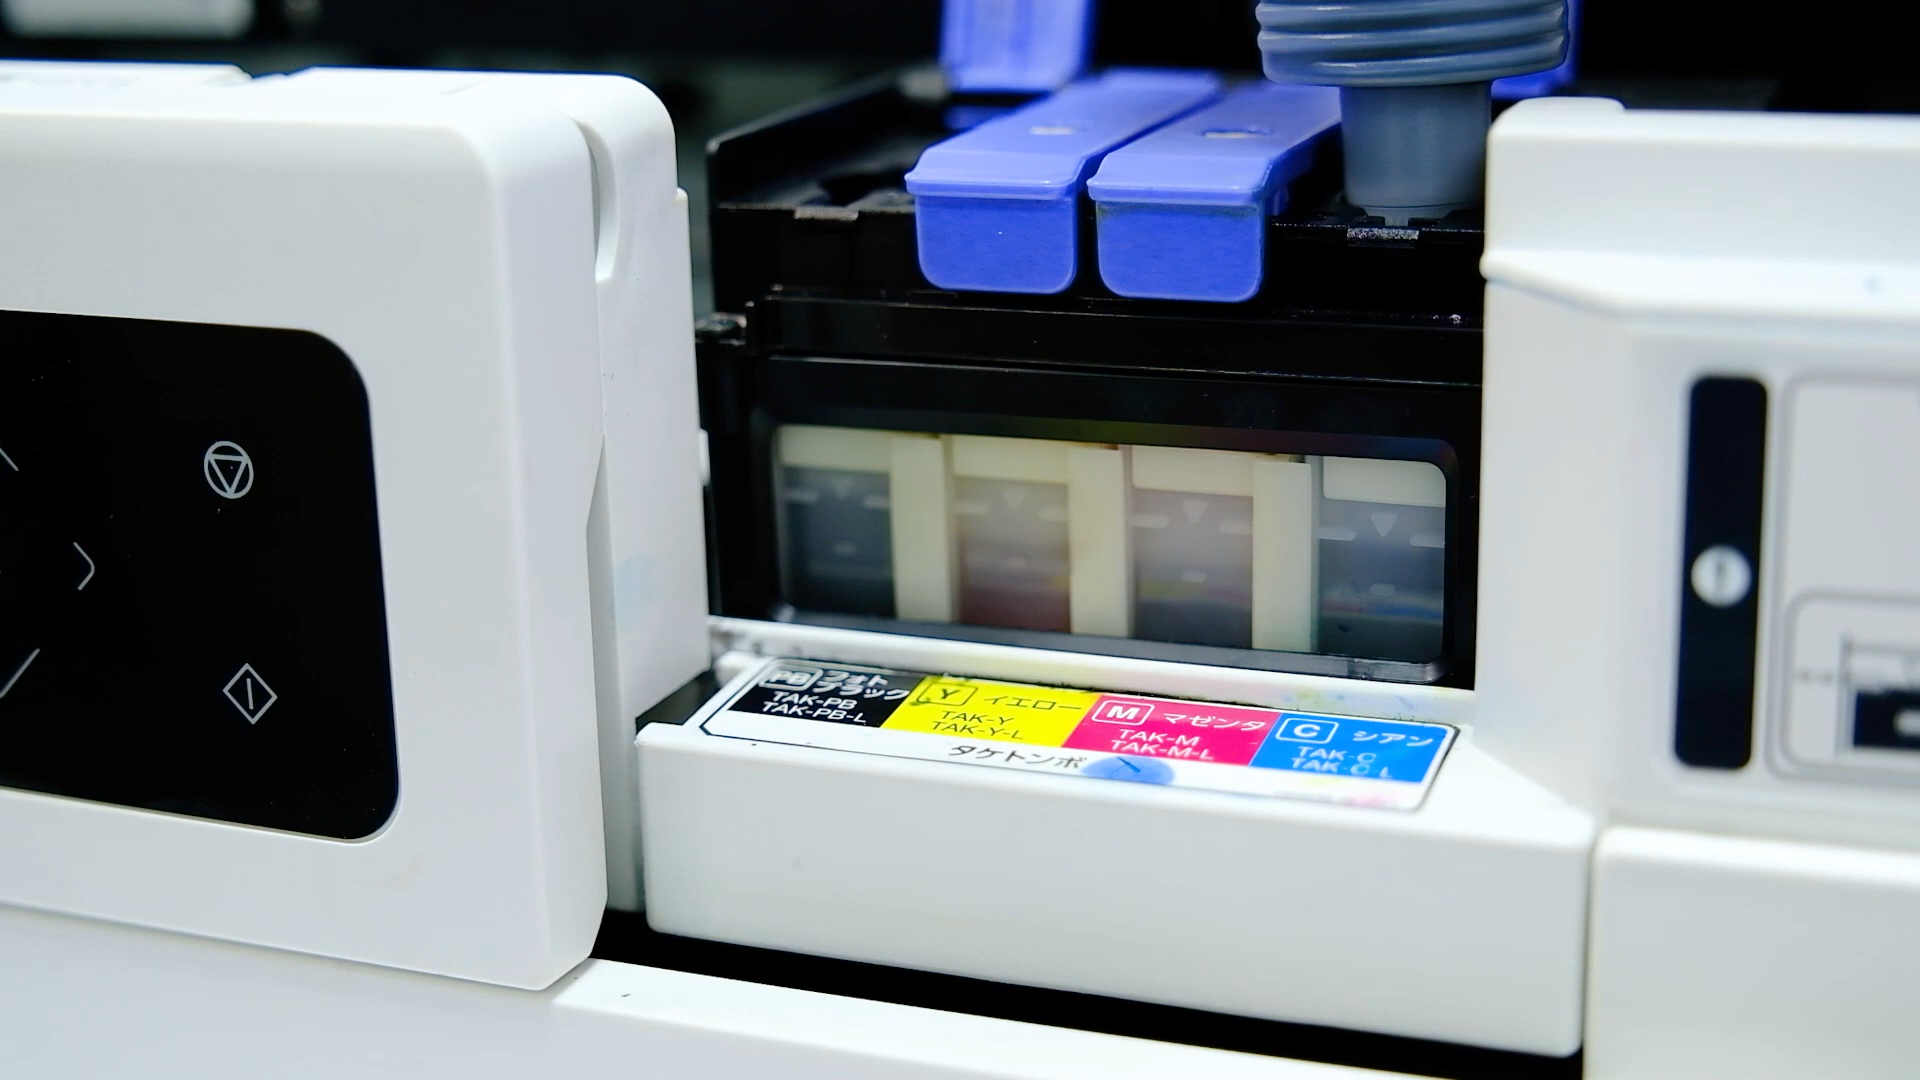 PB フォト
ブラック
TAK-PB
TAK-PB-L
Y イエロー
TAK-Y
TAK-Y-L
M マゼンタ
TAK-M
TAK-M-L
C シアン
TAK-C
TAK-C-L
タケトンボ